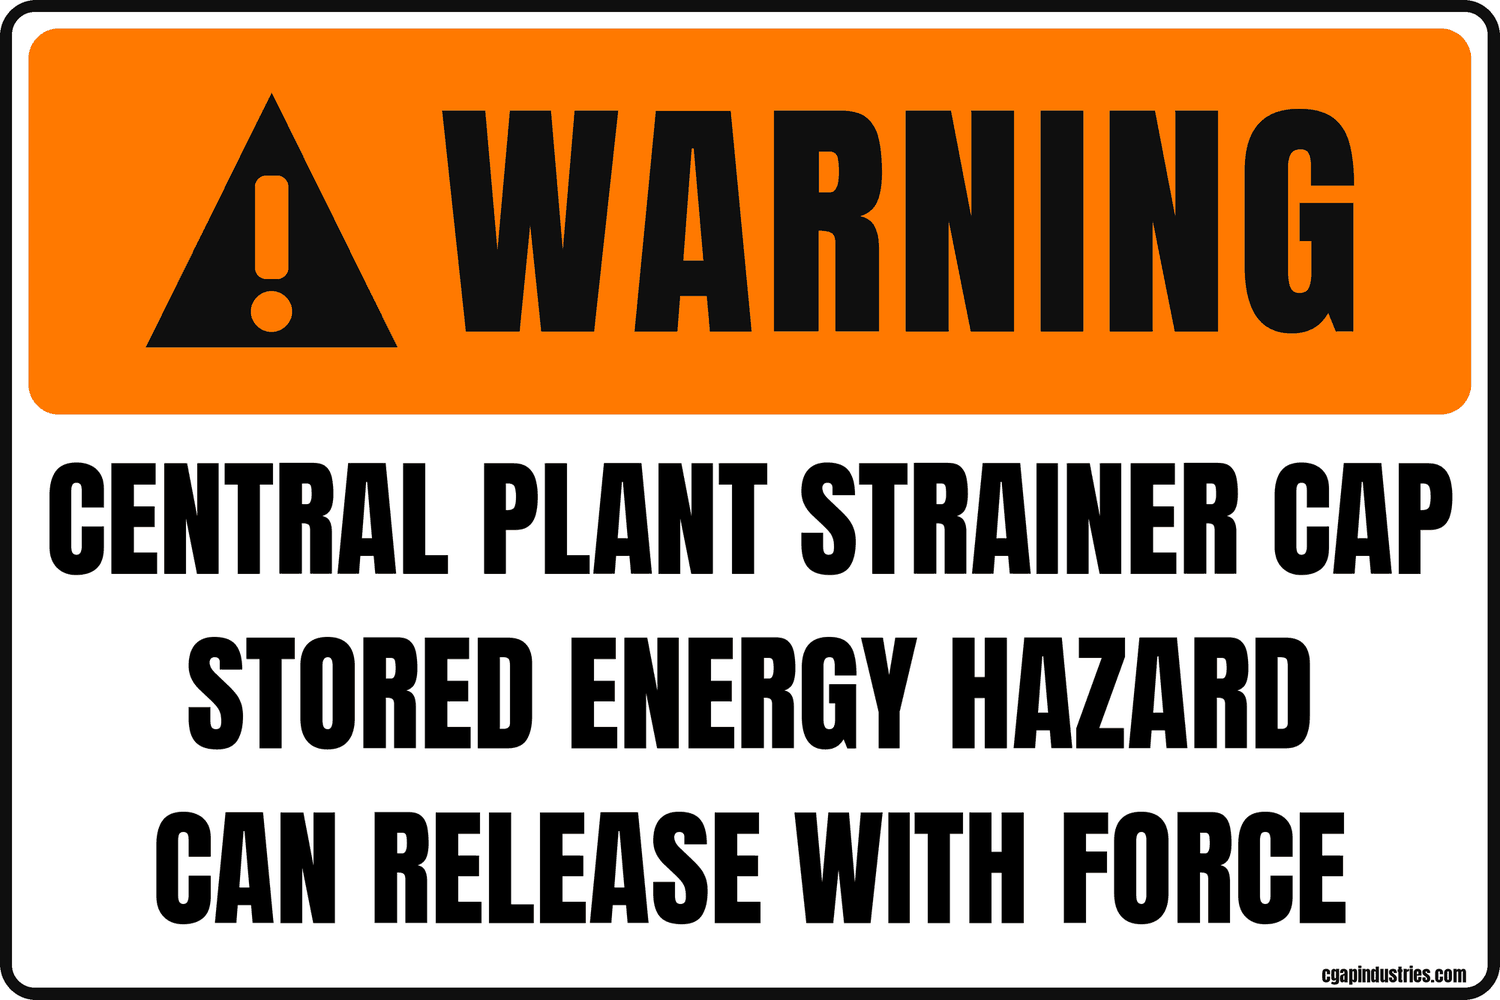 WARNING
CENTRAL PLANT STRAINER CAP
STORED ENERGY HAZARD
CAN RELEASE WITH FORCE
cgapindustries.com